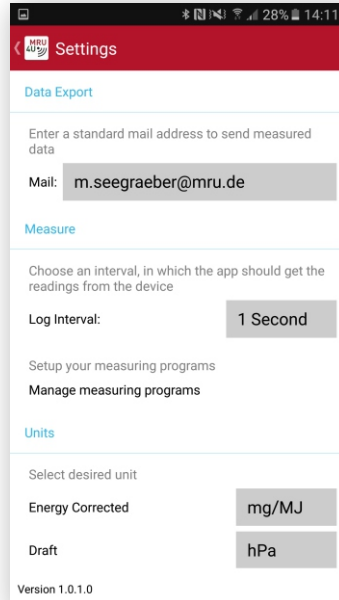 28% 14:11
MRU
4U
Settings
Data Export
Enter a standard mail address to send measured
data
Mail: m.seegraeber@mru.de
Measure
Choose an interval, in which the app should get the
readings from the device
Log Interval: 1 Second
Setup your measuring programs
Manage measuring programs
Units
Select desired unit
Energy Corrected mg/MJ
Draft hPa
Version 1.0.1.0